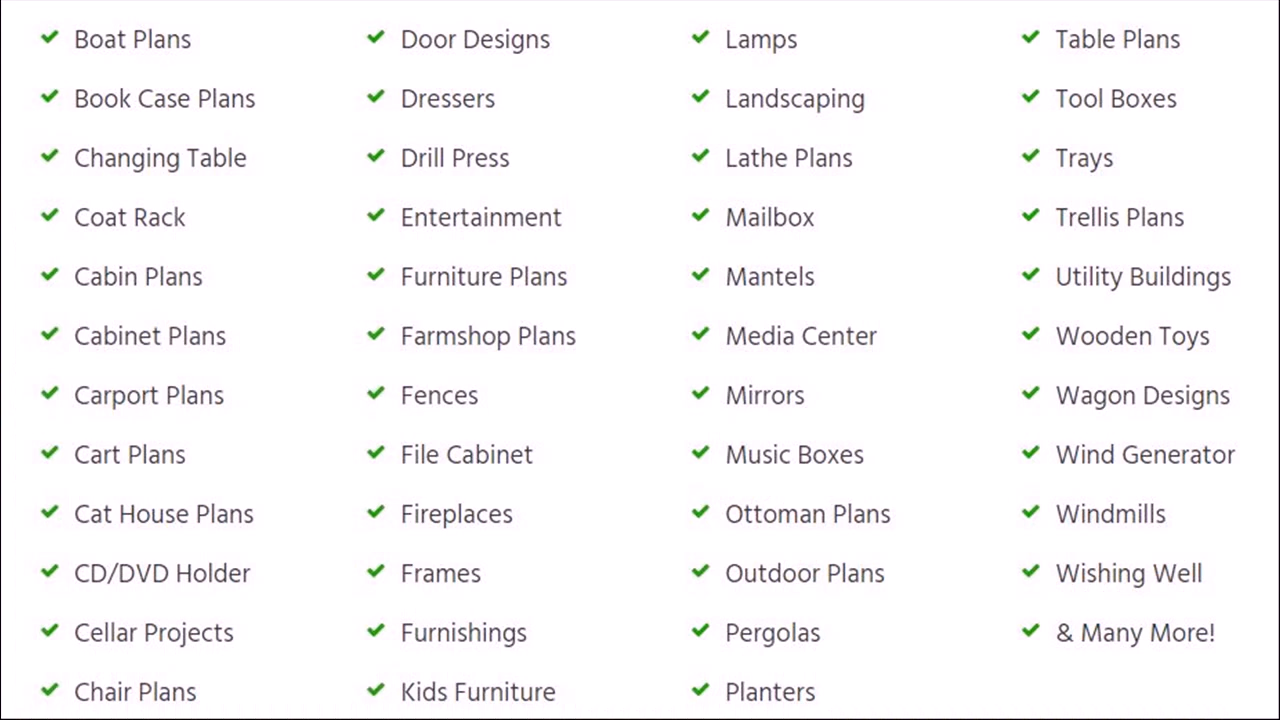 Boat Plans
Book Case Plans
Changing Table
Coat Rack
Cabin Plans
Cabinet Plans
Carport Plans
Cart Plans
Cat House Plans
CD/DVD Holder
Cellar Projects
Chair Plans
Door Designs
Dressers
Drill Press
Entertainment
Furniture Plans
Farmshop Plans
Fences
File Cabinet
Fireplaces
Frames
Furnishings
Kids Furniture
Lamps
Landscaping
Lathe Plans
Mailbox
Mantels
Media Center
Mirrors
Music Boxes
Ottoman Plans
Outdoor Plans
Pergolas
Planters
Table Plans
Tool Boxes
Trays
Trellis Plans
Utility Buildings
Wooden Toys
Wagon Designs
Wind Generator
Windmills
Wishing Well
& Many More!